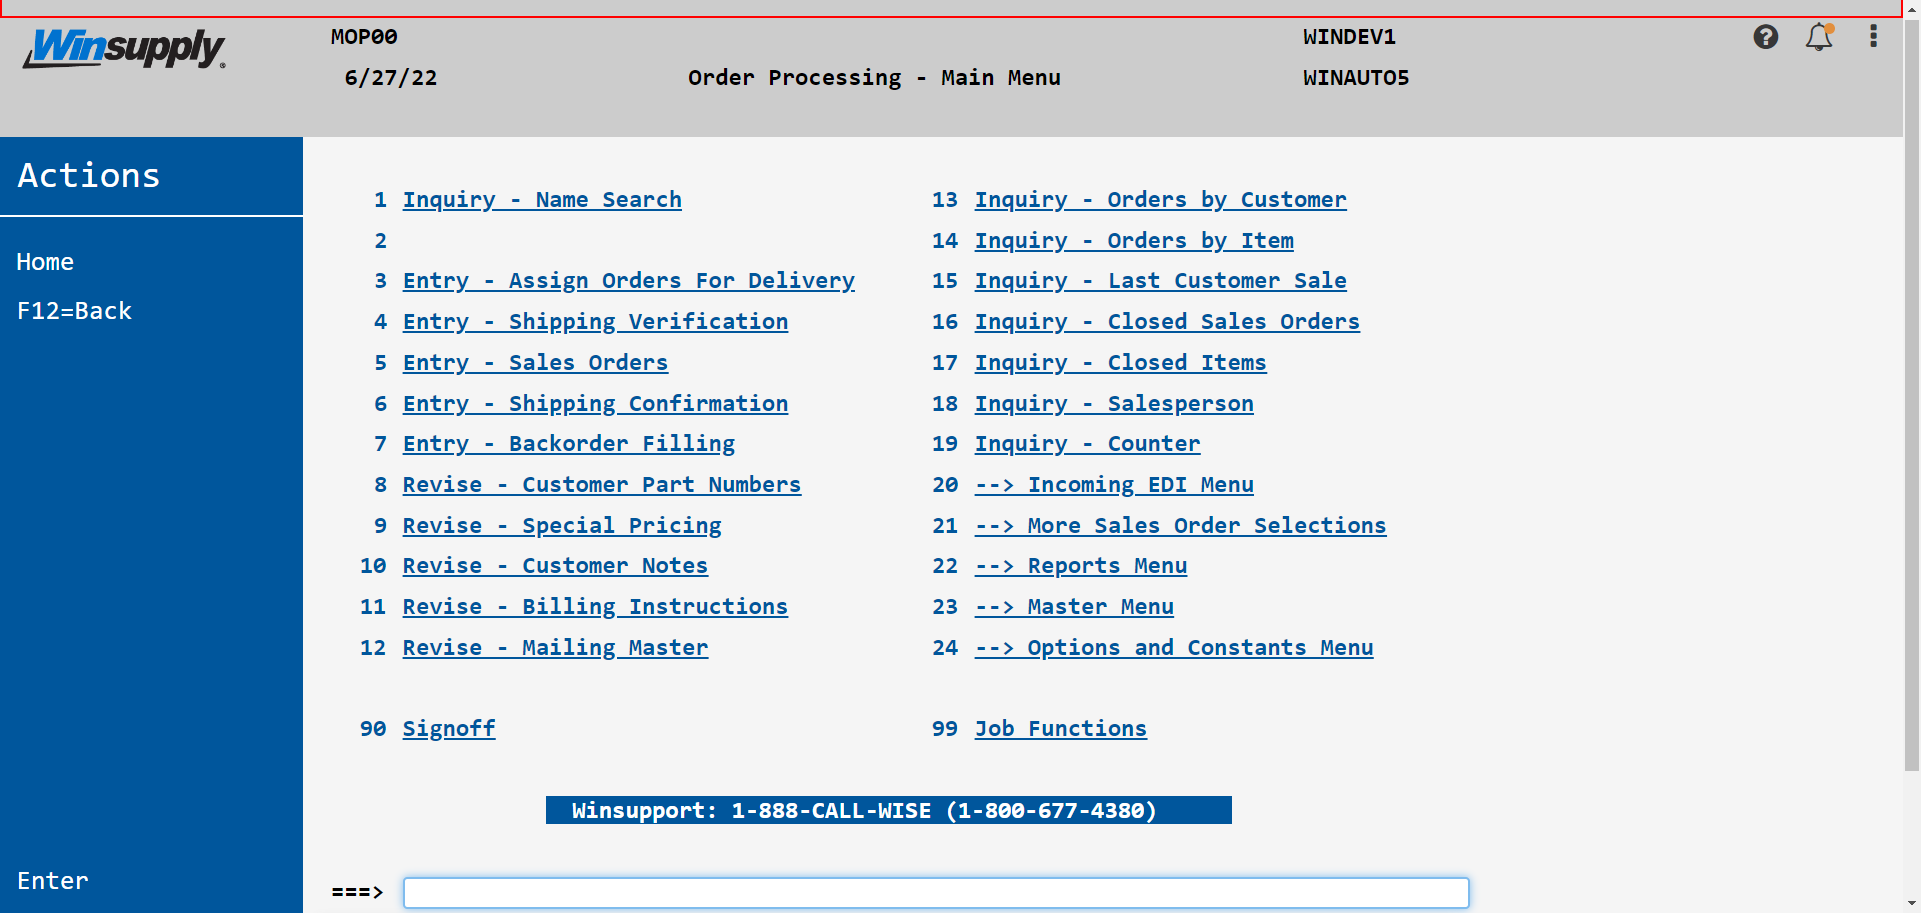 Winsupply
MOP00
WINDEV1
6/27/22
Order Processing - Main Menu
WINAUTO5
Actions
Home
F12=Back
Enter
1 Inquiry - Name Search
2
3 Entry - Assign Orders For Delivery
4 Entry - Shipping Verification
5 Entry - Sales Orders
6 Entry - Shipping Confirmation
7 Entry - Backorder Filling
8 Revise - Customer Part Numbers
9 Revise - Special Pricing
10 Revise - Customer Notes
11 Revise - Billing Instructions
12 Revise - Mailing Master
13 Inquiry - Orders by Customer
14 Inquiry - Orders by Item
15 Inquiry - Last Customer Sale
16 Inquiry - Closed Sales Orders
17 Inquiry - Closed Items
18 Inquiry - Salesperson
19 Inquiry - Counter
20 --> Incoming EDI Menu
21 --> More Sales Order Selections
22 --> Reports Menu
23 --> Master Menu
24 --> Options and Constants Menu
90 Signoff
99 Job Functions
Winsupport: 1-888-CALL-WISE (1-800-677-4380)
===>